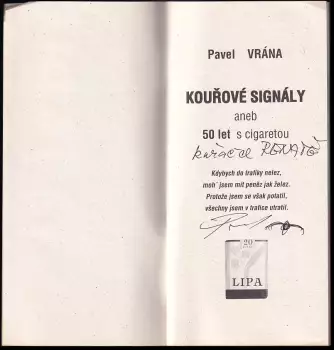 Pavel VRÁNA
KOUŘOVÉ SIGNÁLY
aneb
50 let s cigaretou
kuřačce RENATĚ
Kdybych do trafiky nelez,
moh' jsem mít peněz jak želez.
Protože jsem se však potatil,
všechny jsem v trafice utratil.
20
LIPA